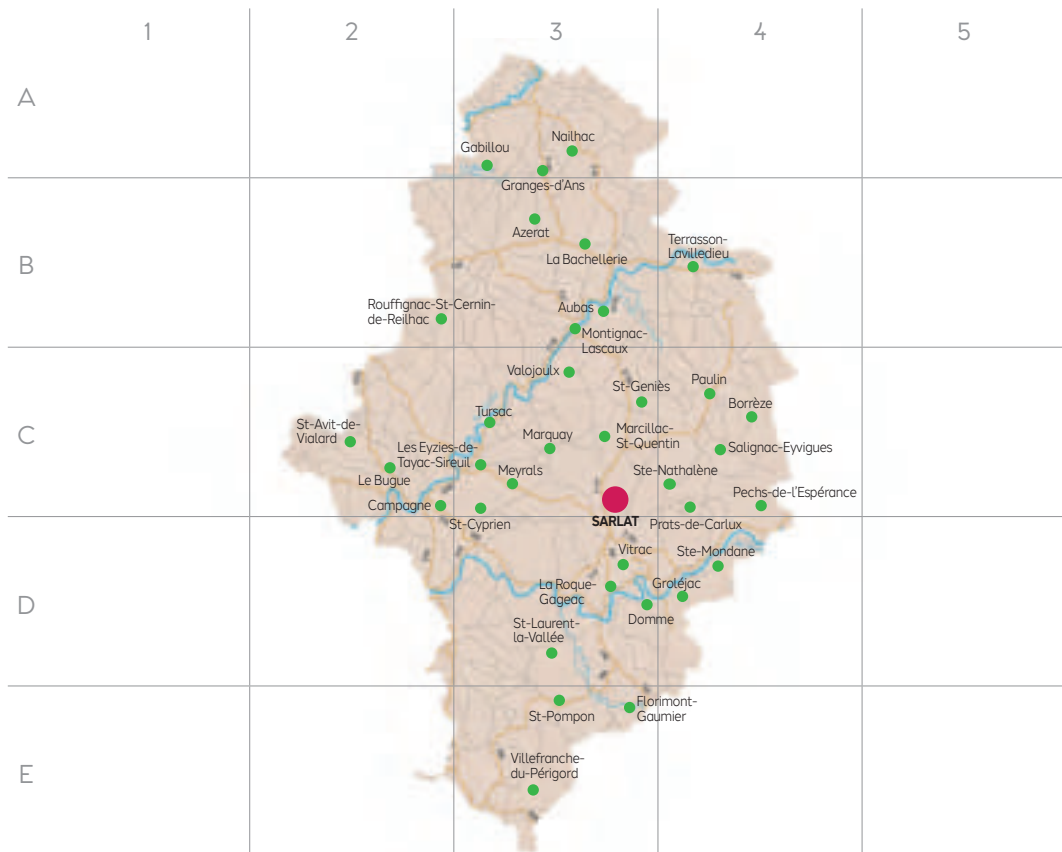 1 2 3 4 5
A
Nailhac
Gabillou
Granges-d'Ans
Azerat
B
La Bachellerie
Terrasson-
Lavilledieu
Rouffignac-St-Cernin-
de-Reilhac
Aubas
Montignac-
Lascaux
Valojoulx
St-Geniès
Paulin
Borrèze
Tursac
C
St-Avit-de-
Vialard
Marquay
Marcillac-
St-Quentin
Les Eyzies-de-
Tayac-Sireuil
Salignac-Eyvigues
Le Bugue
Meyrals
Ste-Nathalène
Pechs-de-l'Espérance
Campagne
St-Cyprien
SARLAT
Prats-de-Carlux
Vitrac
Ste-Mondane
La Roque-
Gageac
Groléjac
D
Domme
St-Laurent-
la-Vallée
St-Pompon
Florimont-
Gaumier
E
Villefranche-
du-Périgord